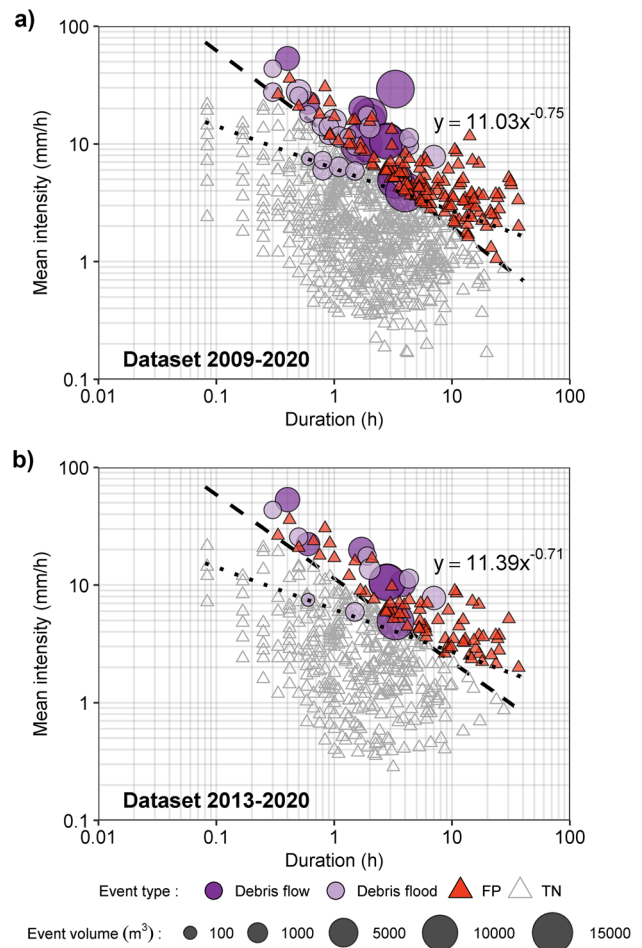 a)
100
10
1
0.1
Mean intensity (mm/h)
y = 11.03x^-0.75
Dataset 2009-2020
0.01 0.1 1 10 100
Duration (h)
b)
100
10
1
0.1
Mean intensity (mm/h)
y = 11.39x^-0.71
Dataset 2013-2020
0.01 0.1 1 10 100
Duration (h)
Event type : Debris flow Debris flood FP TN
Event volume (m³) : 100 1000 5000 10000 15000